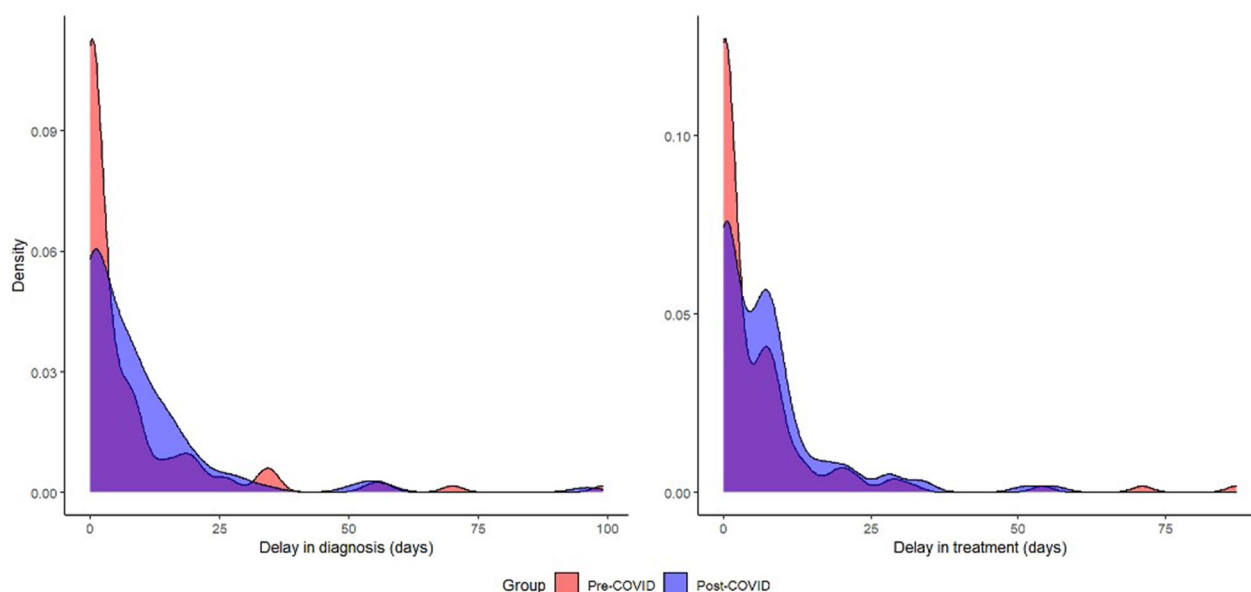 Density
0.09
0.06
0.03
0.00
0 25 50 75 100
Delay in diagnosis (days)
0.10
0.05
0.00
0 25 50 75
Delay in treatment (days)
Group Pre-COVID Post-COVID